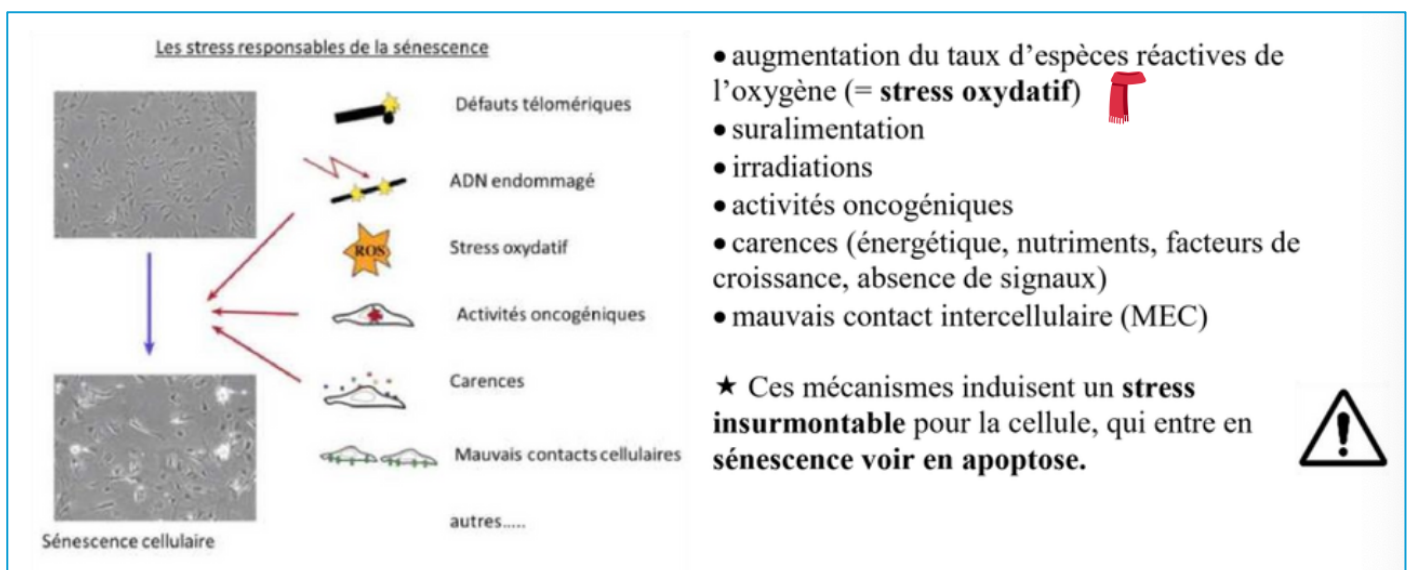 Les stress responsables de la sénescence
Défauts télomériques
ADN endommagé
ROS
Stress oxydatif
Activités oncogéniques
Carences
Mauvais contacts cellulaires
autres.....
Sénescence cellulaire
• augmentation du taux d’espèces réactives de
l’oxygène (= stress oxydatif)
• suralimentation
• irradiations
• activités oncogéniques
• carences (énergétique, nutriments, facteurs de
croissance, absence de signaux)
• mauvais contact intercellulaire (MEC)
★ Ces mécanismes induisent un stress
insurmontable pour la cellule, qui entre en
sénescence voir en apoptose.